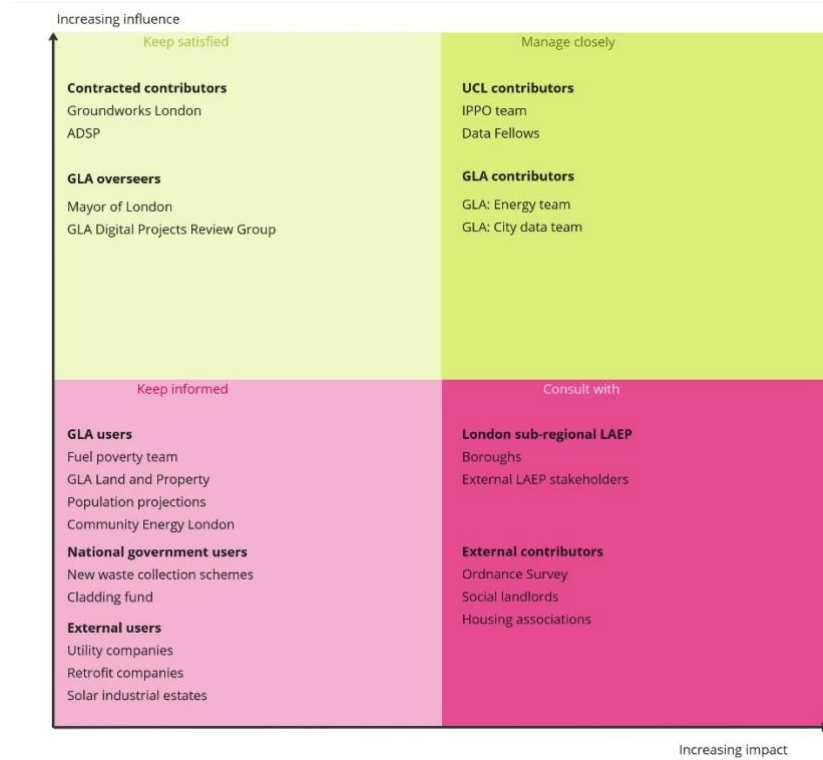 Increasing influence
Keep satisfied
Contracted contributors
Groundworks London
ADSP
GLA overseers
Mayor of London
GLA Digital Projects Review Group
Manage closely
UCL contributors
IPPO team
Data Fellows
GLA contributors
GLA: Energy team
GLA: City data team
Keep informed
GLA users
Fuel poverty team
GLA Land and Property
Population projections
Community Energy London
National government users
New waste collection schemes
Cladding fund
External users
Utility companies
Retrofit companies
Solar industrial estates
Consult with
London sub-regional LAEP
Boroughs
External LAEP stakeholders
External contributors
Ordnance Survey
Social landlords
Housing associations
Increasing impact